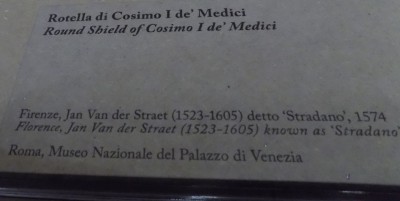 Rotella di Cosimo I de' Medici
Round Shield of Cosimo I de' Medici
Firenze, Jan Van der Straet (1523-1605) detto 'Stradano', 1574
Florence, Jan Van der Straet (1523-1605) known as 'Stradano'
Roma, Museo Nazionale del Palazzo di Venezia